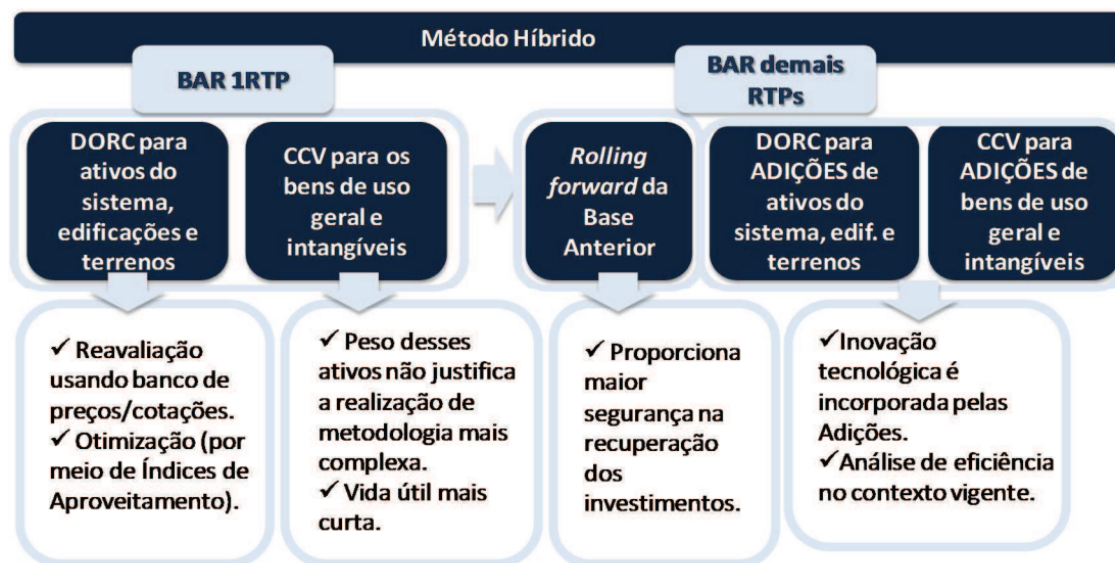 Método Híbrido
BAR 1RTP
BAR demais
RTPs
DORC para
ativos do
sistema,
edificações e
terrenos
CCV para os
bens de uso
geral e
intangíveis
Rolling
forward da
Base
Anterior
DORC para
ADIÇÕES de
ativos do
sistema, edif. e
terrenos
CCV para
ADIÇÕES de
bens de uso
geral e
intangíveis
✓ Reavaliação
usando banco de
preços/cotações.
✓ Otimização (por
meio de Índices de
Aproveitamento).
✓ Peso desses
ativos não justifica
a realização de
metodologia mais
complexa.
✓ Vida útil mais
curta.
✓ Proporciona
maior
segurança na
recuperação
dos
investimentos.
✓Inovação
tecnológica é
incorporada pelas
Adições.
✓Análise de eficiência
no contexto vigente.